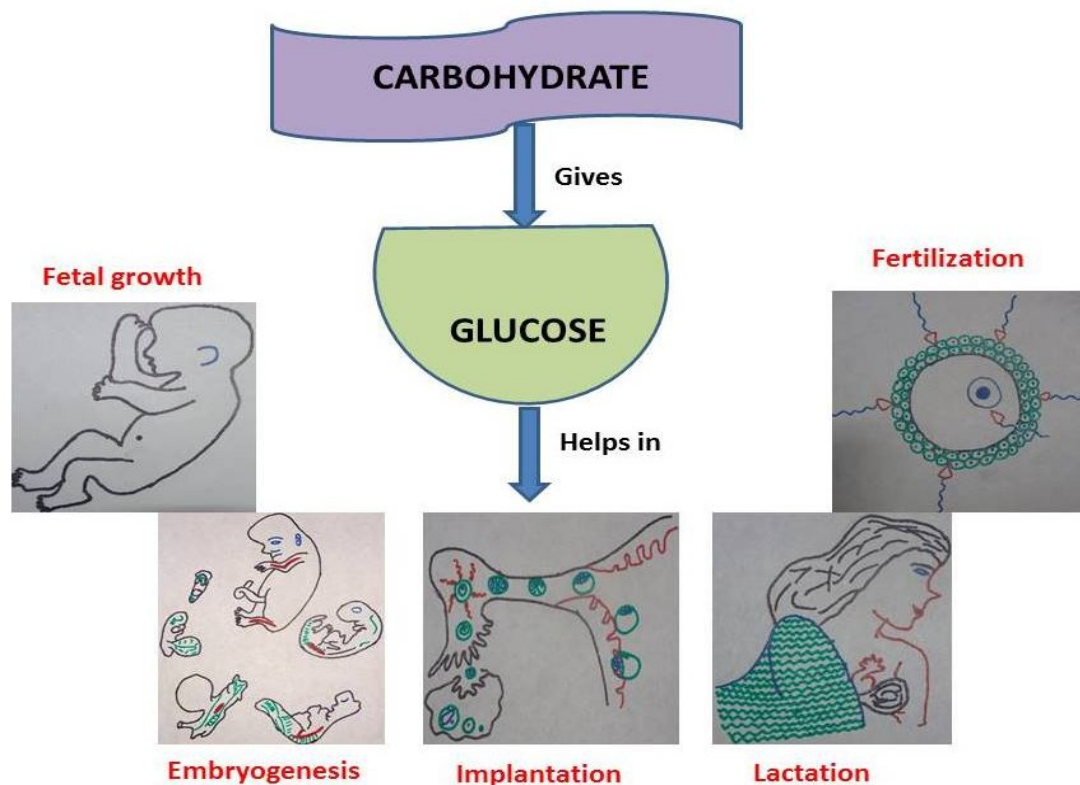 CARBOHYDRATE
Gives
GLUCOSE
Fetal growth
Fertilization
Helps in
Embryogenesis
Implantation
Lactation